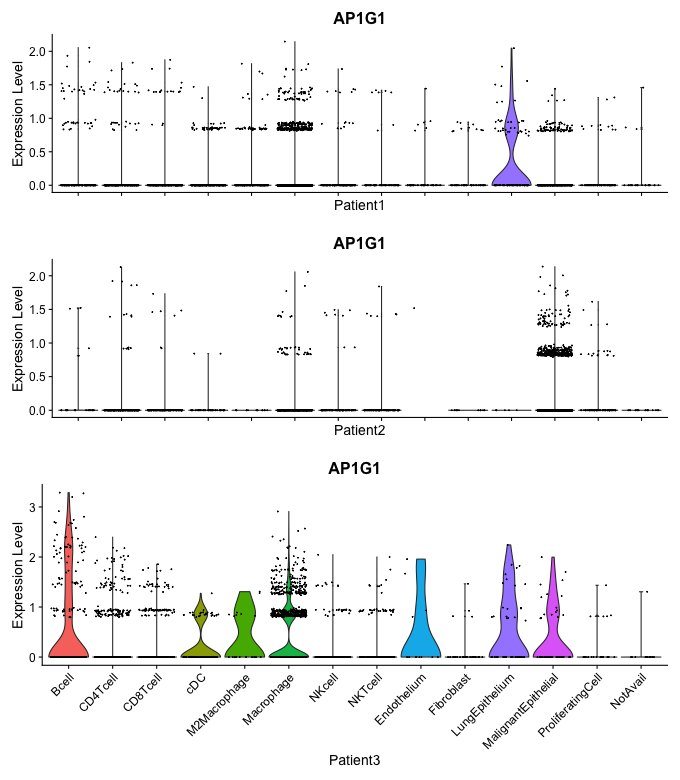 AP1G1
Expression Level
2.0
1.5
1.0
0.5
0.0
Patient1
AP1G1
Expression Level
2.0
1.5
1.0
0.5
0.0
Patient2
AP1G1
Expression Level
3
2
1
0
Bcell
CD4Tcell
CD8Tcell
cDC
M2Macrophage
Macrophage
NKcell
NKTcell
Endothelium
Fibroblast
LungEpithelium
MalignantEpithelial
ProliferatingCell
NotAvail
Patient3